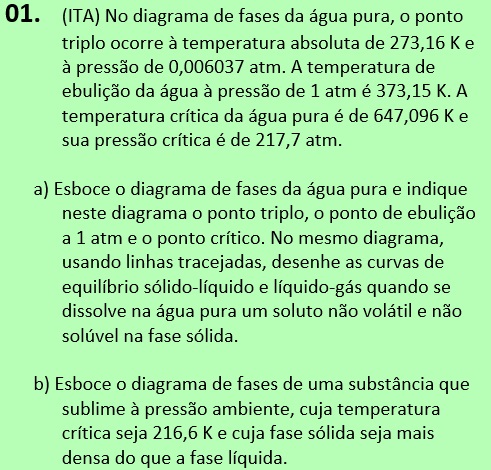 01. (ITA) No diagrama de fases da água pura, o ponto
triplo ocorre à temperatura absoluta de 273,16 K e
à pressão de 0,006037 atm. A temperatura de
ebulição da água à pressão de 1 atm é 373,15 K. A
temperatura crítica da água pura é de 647,096 K e
sua pressão crítica é de 217,7 atm.
a) Esboce o diagrama de fases da água pura e indique
neste diagrama o ponto triplo, o ponto de ebulição
a 1 atm e o ponto crítico. No mesmo diagrama,
usando linhas tracejadas, desenhe as curvas de
equilíbrio sólido-líquido e líquido-gás quando se
dissolve na água pura um soluto não volátil e não
solúvel na fase sólida.
b) Esboce o diagrama de fases de uma substância que
sublime à pressão ambiente, cuja temperatura
crítica seja 216,6 K e cuja fase sólida seja mais
densa do que a fase líquida.